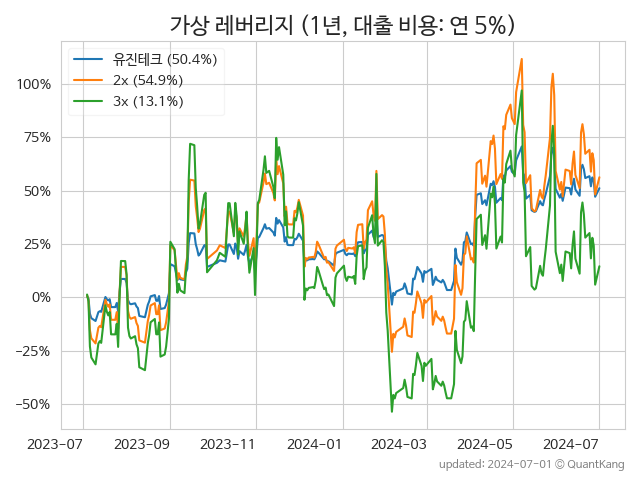 가상 레버리지 (1년, 대출 비용: 연 5%)
유진테크 (50.4%)
2x (54.9%)
3x (13.1%)
100%
75%
50%
25%
0%
−25%
−50%
2023-07 2023-09 2023-11 2024-01 2024-03 2024-05 2024-07
updated: 2024-07-01 © QuantKang